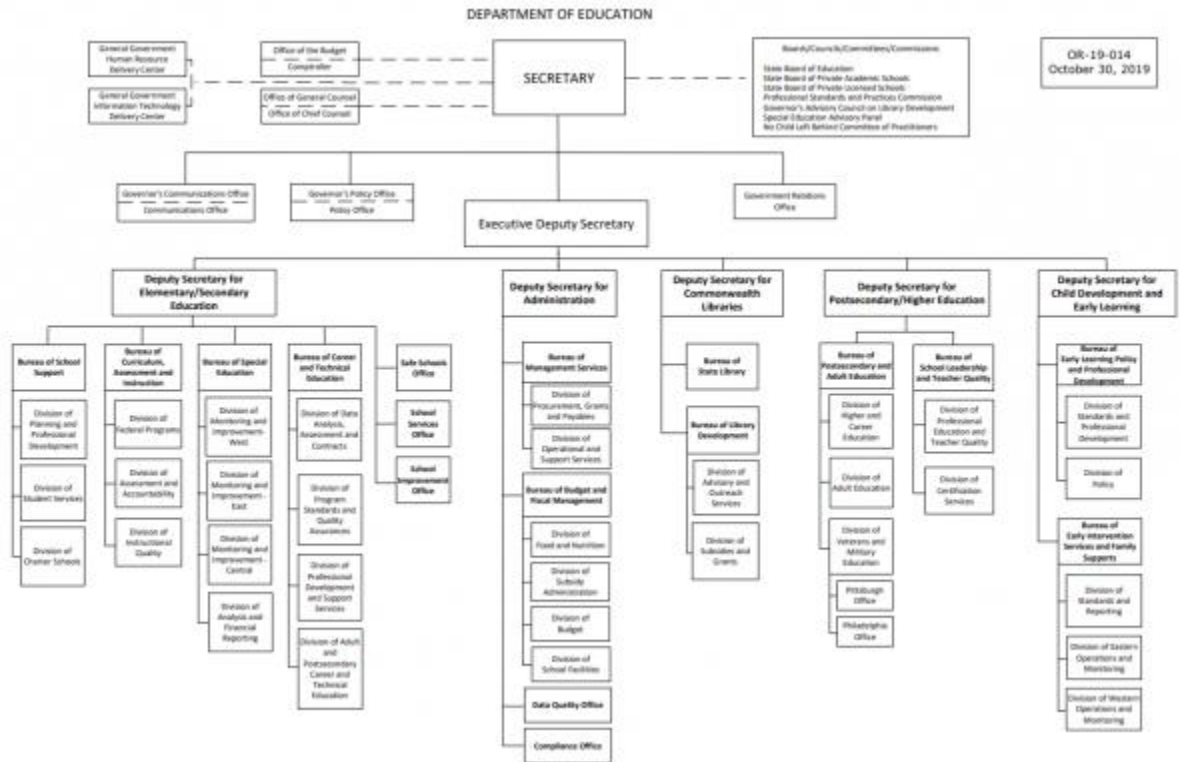 DEPARTMENT OF EDUCATION
General Government
Human Resource
Delivery Center
General Government
Information Technology
Delivery Center
Office of the Budget
Comptroller
Office of General Counsel
Office of Chief Counsel
SECRETARY
Boards/Councils/Committees/Commissions
State Board of Education
State Board of Private Academic Schools
State Board of Private Licensed Schools
Professional Standards and Practices Commission
Governor's Advisory Council on Library Development
Special Education Advisory Panel
No Child Left Behind Committee of Practitioners
OR-19-014
October 30, 2019
Governor's Communications Office
Communications Office
Governor's Policy Office
Policy Office
Government Relations
Office
Executive Deputy Secretary
Deputy Secretary for
Elementary/Secondary
Education
Bureau of School
Support
Division of
Planning and
Professional
Development
Division of
Student Services
Division of
Charter Schools
Bureau of
Curriculum,
Assessment and
Instruction
Division of
Federal Programs
Division of
Assessment and
Accountability
Division of
Instructional
Quality
Bureau of Special
Education
Division of
Monitoring and
Improvement-
West
Division of
Monitoring and
Improvement -
East
Division of
Monitoring and
Improvement -
Central
Division of
Analysis and
Financial
Reporting
Bureau of Career
and Technical
Education
Division of Data
Analysis,
Assessment and
Contracts
Division of
Program
Standards and
Quality
Assurance
Division of
Professional
Development
and Support
Services
Division of Adult
and
Postsecondary
Career and
Technical
Education
Safe Schools
Office
School
Services Office
School
Improvement
Office
Deputy Secretary for
Administration
Bureau of
Management Services
Division of
Procurement, Grants
and Payables
Division of
Operational and
Support Services
Bureau of Budget and
Fiscal Management
Division of
Food and Nutrition
Division of
Subsidy
Administration
Division of
Budget
Division of
School Facilities
Data Quality Office
Compliance Office
Deputy Secretary for
Commonwealth
Libraries
Bureau of
State Library
Bureau of Library
Development
Division of
Advisory and
Outreach
Services
Division of
Subsidies and
Grants
Deputy Secretary for
Postsecondary/Higher Education
Bureau of
Postsecondary and
Adult Education
Division of
Higher and
Career
Education
Division of
Adult Education
Division of
Veterans and
Military
Education
Pittsburgh
Office
Philadelphia
Office
Bureau of
School Leadership
and Teacher Quality
Division of
Professional
Education and
Teacher Quality
Division of
Certification
Services
Deputy Secretary for
Child Development and
Early Learning
Bureau of
Early Learning Policy
and Professional
Development
Division of
Standards and
Professional
Development
Division of
Policy
Bureau of
Early Intervention
Services and Family
Supports
Division of
Standards and
Reporting
Division of Eastern
Operations and
Monitoring
Division of Western
Operations and
Monitoring